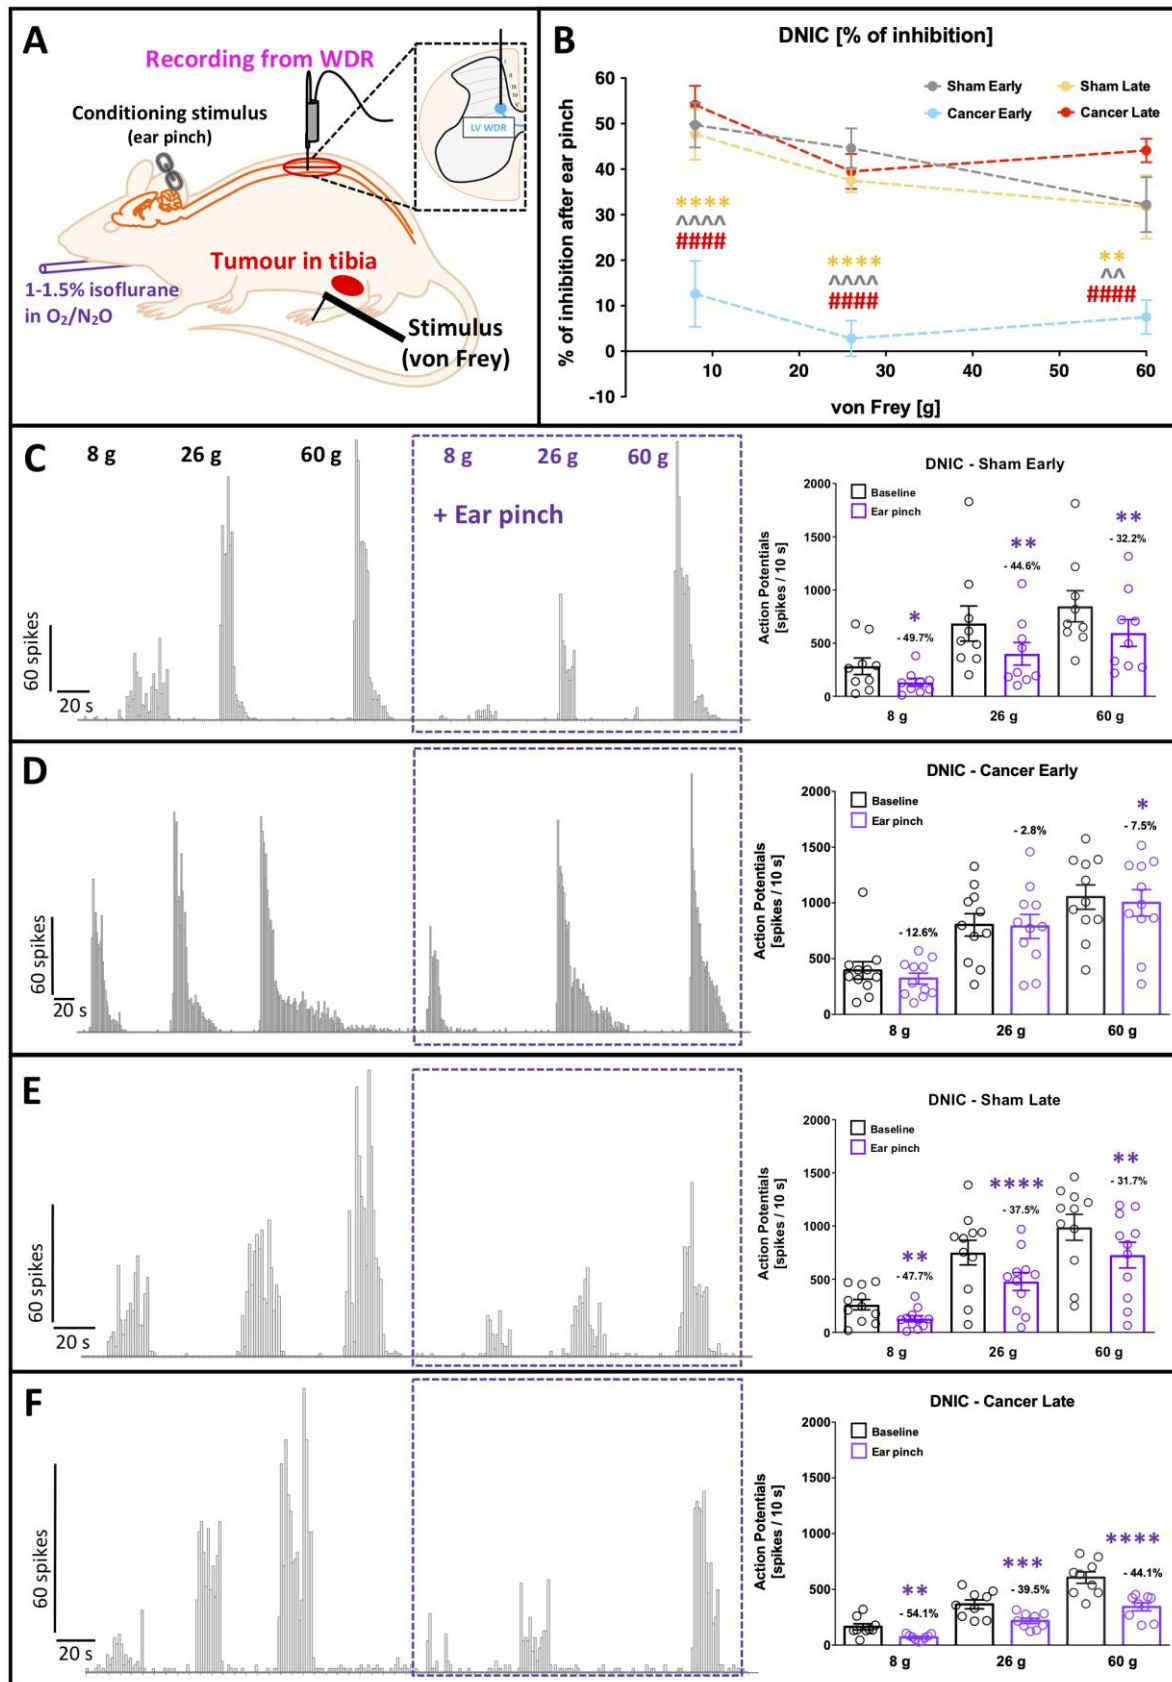 A
Recording from WDR
Conditioning stimulus
(ear pinch)
I
II
III
IV
V
LV WDR
Tumour in tibia
1-1.5% isoflurane
in O₂/N₂O
Stimulus
(von Frey)
B
DNIC [% of inhibition]
Sham Early
Sham Late
Cancer Early
Cancer Late
% of inhibition after ear pinch
60
50
40
30
20
10
0
-10
**** **** **
^^^^ ^^^^ ^^
#### #### ####
10 20 30 40 50 60
von Frey [g]
C
8 g 26 g 60 g
8 g 26 g 60 g
+ Ear pinch
60 spikes
20 s
DNIC - Sham Early
Baseline
Ear pinch
Action Potentials
[spikes / 10 s]
2000
1500
1000
500
0
* ** **
- 49.7% - 44.6% - 32.2%
8 g 26 g 60 g
D
60 spikes
20 s
DNIC - Cancer Early
Baseline
Ear pinch
Action Potentials
[spikes / 10 s]
2000
1500
1000
500
0
*
- 12.6% - 2.8% - 7.5%
8 g 26 g 60 g
E
60 spikes
20 s
DNIC - Sham Late
Baseline
Ear pinch
Action Potentials
[spikes / 10 s]
2000
1500
1000
500
0
** **** **
- 47.7% - 37.5% - 31.7%
8 g 26 g 60 g
F
60 spikes
20 s
DNIC - Cancer Late
Baseline
Ear pinch
Action Potentials
[spikes / 10 s]
2000
1500
1000
500
0
** *** ****
- 54.1% - 39.5% - 44.1%
8 g 26 g 60 g